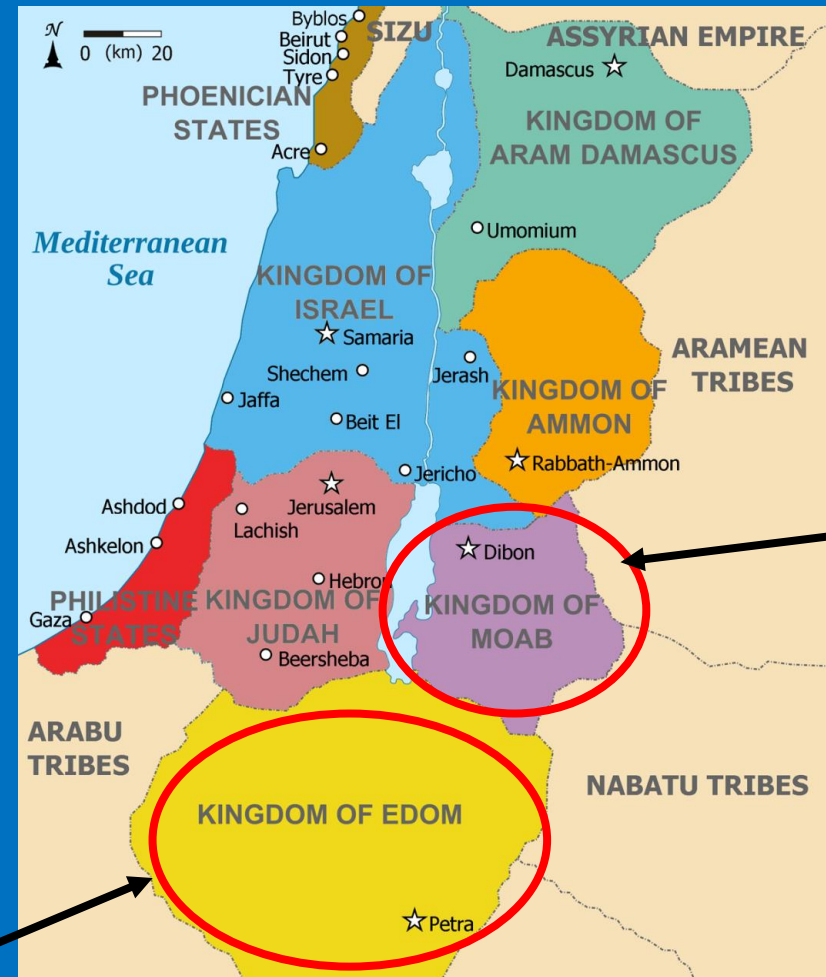 Byblos
SIZU
N
0 (km) 20
Beirut
ASSYRIAN EMPIRE
Sidon
Damascus
Tyre
PHOENICIAN
STATES
KINGDOM OF
ARAM DAMASCUS
Acre
Umomium
Mediterranean
Sea
KINGDOM OF
ISRAEL
Samaria
ARAMEAN
TRIBES
Shechem
Jerash
KINGDOM OF
AMMON
Jaffa
Beit El
Rabbath-Ammon
Jericho
Ashdod
Jerusalem
Lachish
Ashkelon
Dibon
Hebron
PHILISTINE
STATES
KINGDOM OF
JUDAH
KINGDOM OF
MOAB
Gaza
Beersheba
ARABU
TRIBES
NABATU TRIBES
KINGDOM OF EDOM
Petra